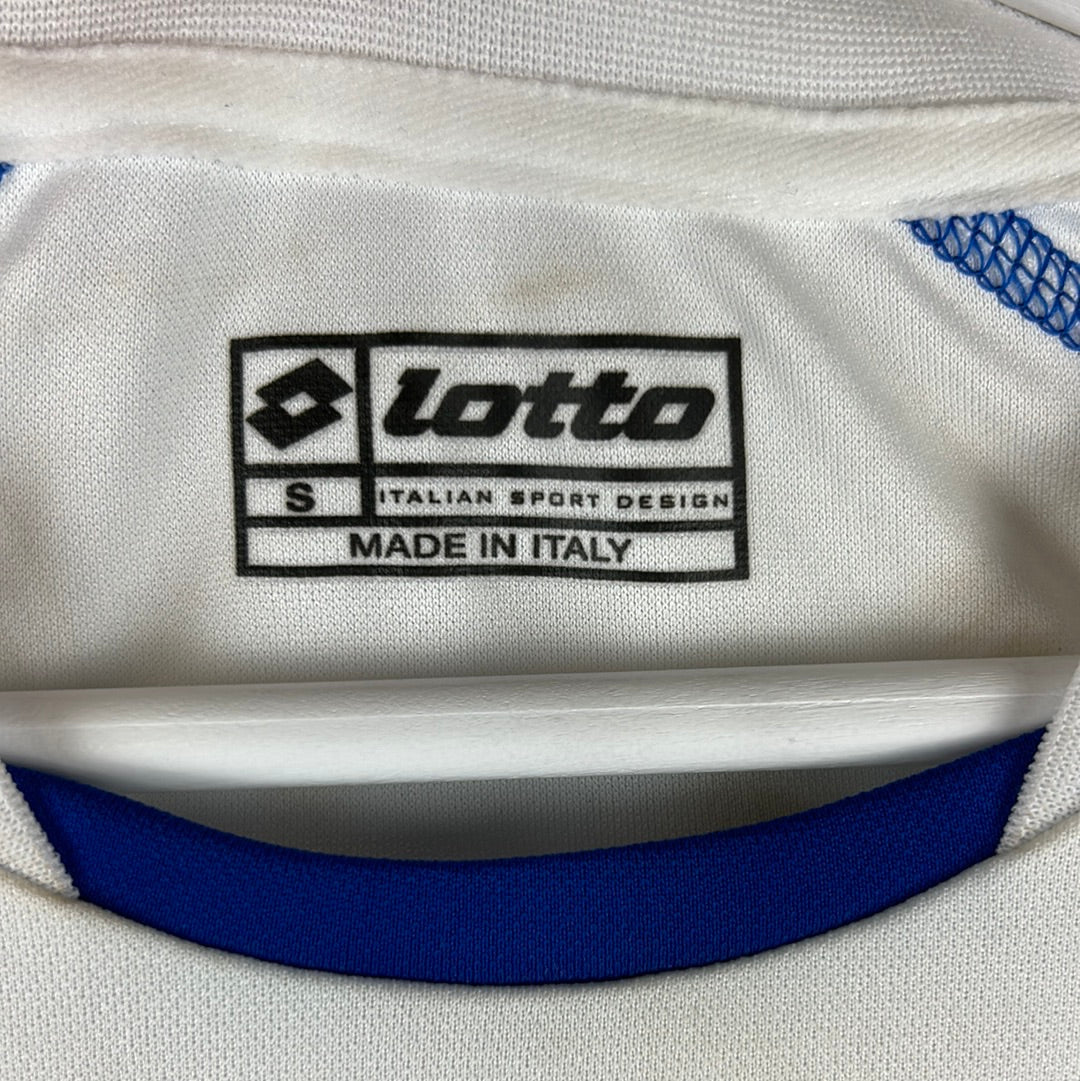 lotto
S
ITALIAN SPORT DESIGN
MADE IN ITALY